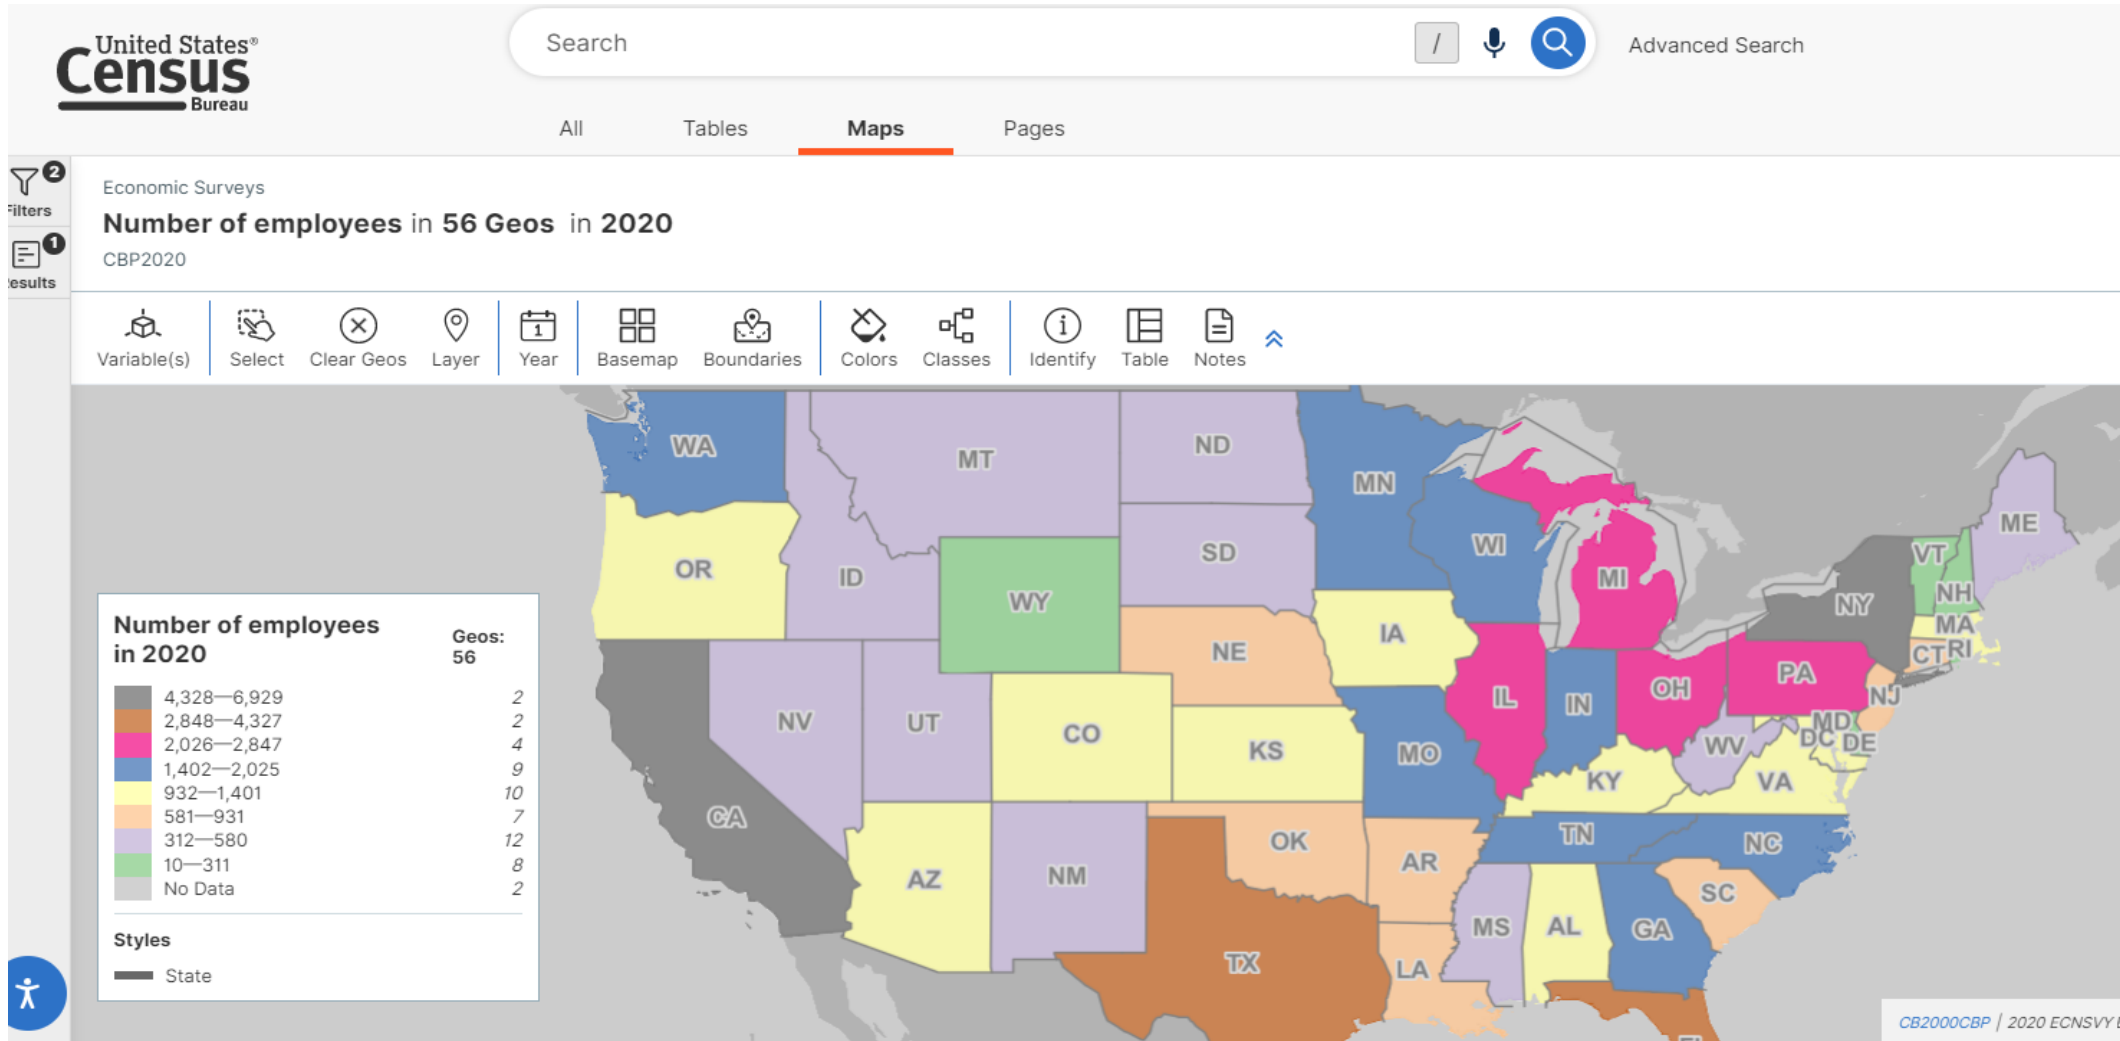 United States®
Census
Bureau
Search
/
Advanced Search
All
Tables
Maps
Pages
2
Filters
1
Results
Economic Surveys
Number of employees in 56 Geos in 2020
CBP2020
Variable(s)
Select
Clear Geos
Layer
1
Year
Basemap
Boundaries
Colors
Classes
Identify
Table
Notes
Number of employees
in 2020
Geos:
56
4,328—6,929 2
2,848—4,327 2
2,026—2,847 4
1,402—2,025 9
932—1,401 10
581—931 7
312—580 12
10—311 8
No Data 2
Styles
State
WA
MT
ND
MN
ME
OR
ID
WY
SD
WI
MI
VT
NH
NY
MA
NE
IA
CT
RI
NV
UT
CO
KS
MO
IL
IN
OH
PA
NJ
MD
DC
DE
WV
KY
VA
CA
AZ
NM
OK
AR
TN
NC
SC
TX
LA
MS
AL
GA
CB2000CBP | 2020 ECNSVY